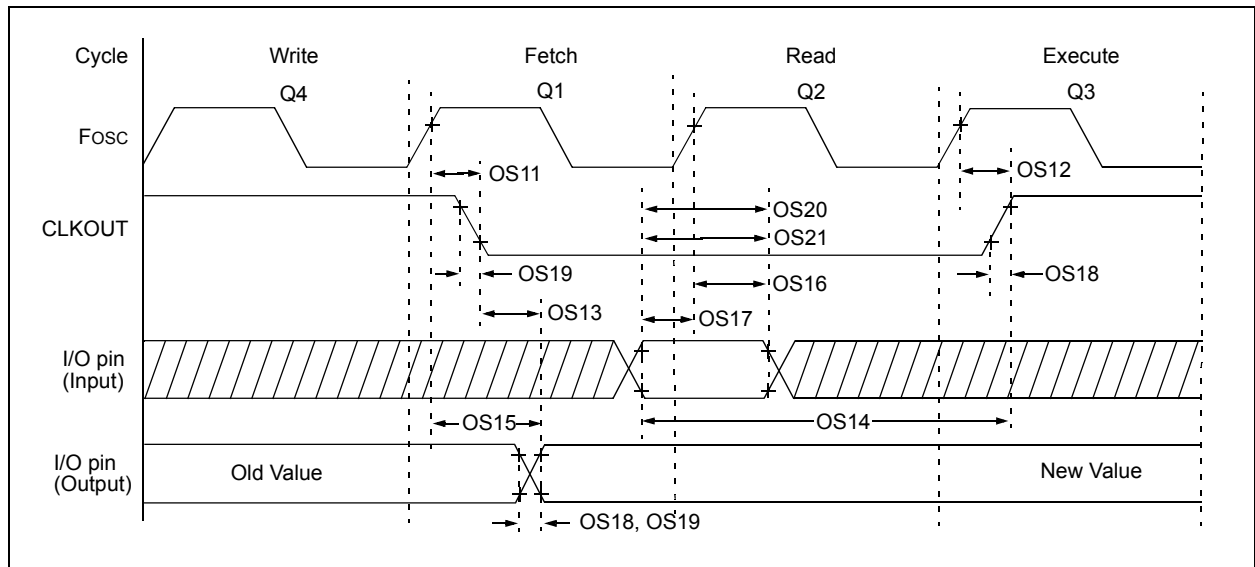 Cycle Write Fetch Read Execute
Q4 Q1 Q2 Q3
FOSC
OS11 OS12
OS20
CLKOUT
OS21
OS19 OS16 OS18
OS13 OS17
I/O pin
(Input)
OS15 OS14
I/O pin
(Output)
Old Value New Value
OS18, OS19